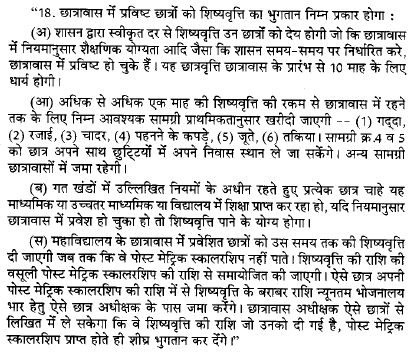 "18. छात्रावास में प्रविष्ट छात्रों को शिष्यवृत्ति का भुगतान निम्न प्रकार होगा :
(अ) शासन द्वारा स्वीकृत दर से शिष्यवृत्ति उन छात्रों को देय होगी जो कि छात्रावास
में नियमानुसार शैक्षणिक योग्यता आदि जैसा कि शासन समय-समय पर निर्धारित करे,
छात्रावास में प्रविष्ट हो चुके हैं। यह छात्रवृत्ति छात्रावास के प्रारंभ से 10 माह के लिए
धार्य होगी।
(आ) अधिक से अधिक एक माह की शिष्यवृत्ति की रकम से छात्रावास में रहने
तक के लिए निम्न आवश्यक सामग्री प्राथमिकतानुसार खरीदी जाएगी -- (1) गद्दा,
(2) रजाई, (3) चादर, (4) पहनने के कपड़े, (5) जूते, (6) तकिया। सामग्री क्र.4 व 5
को छात्र अपने साथ छुट्टियों में अपने निवास स्थान ले जा सकेंगे। अन्य सामग्री
छात्रावासों में जमा रहेगी।
(ब) गत खंडों में उल्लिखित नियमों के अधीन रहते हुए प्रत्येक छात्र चाहे यह
माध्यमिक या उच्चतर माध्यमिक या विद्यालय में शिक्षा प्राप्त कर रहा हो, यदि नियमानुसार
छात्रावास में प्रवेश हो चुका हो तो शिष्यवृत्ति पाने के योग्य होगा।
(स) महाविद्यालय के छात्रावास में प्रवेशित छात्रों को उस समय तक की शिष्यवृत्ति
दी जाएगी जब तक कि वे पोस्ट मेट्रिक स्कालरशिप नहीं पाते। शिष्यवृत्ति की राशि की
वसूली पोस्ट मेट्रिक स्कालरशिप की राशि से समायोजित की जाएगी। ऐसे छात्र अपनी
पोस्ट मेट्रिक स्कालरशिप की राशि में से शिष्यवृत्ति के बराबर राशि न्यूनतम भोजनालय
भार हेतु ऐसे छात्र अधीक्षक के पास जमा करेंगे। छात्रावास अधीक्षक ऐसे छात्रों से
लिखित में ले सकेगा कि वे शिष्यवृत्ति की राशि जो उनको दी गई है, पोस्ट मेट्रिक
स्कालरशिप प्राप्त होते ही शीघ्र भुगतान कर देंगे।"